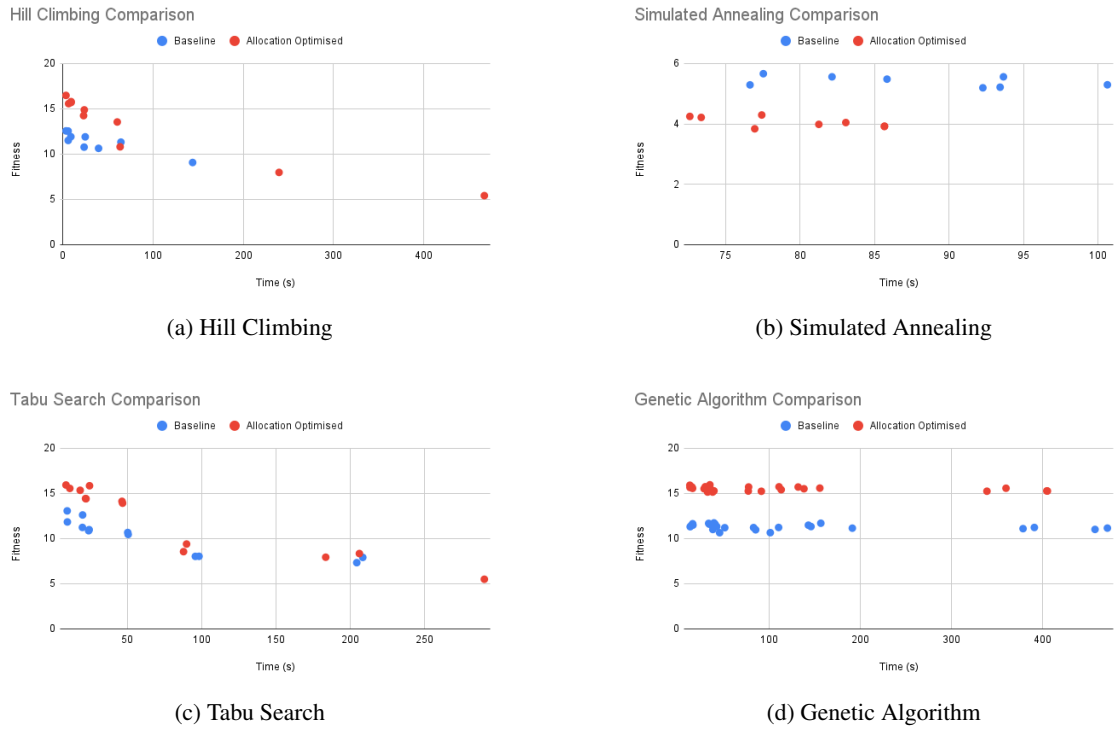 Hill Climbing Comparison
Baseline Allocation Optimised
20
15
10
5
0
Fitness
0 100 200 300 400
Time (s)
(a) Hill Climbing
Simulated Annealing Comparison
Baseline Allocation Optimised
6
4
2
0
Fitness
75 80 85 90 95 100
Time (s)
(b) Simulated Annealing
Tabu Search Comparison
Baseline Allocation Optimised
20
15
10
5
0
Fitness
50 100 150 200 250
Time (s)
(c) Tabu Search
Genetic Algorithm Comparison
Baseline Allocation Optimised
20
15
10
5
0
Fitness
100 200 300 400
Time (s)
(d) Genetic Algorithm